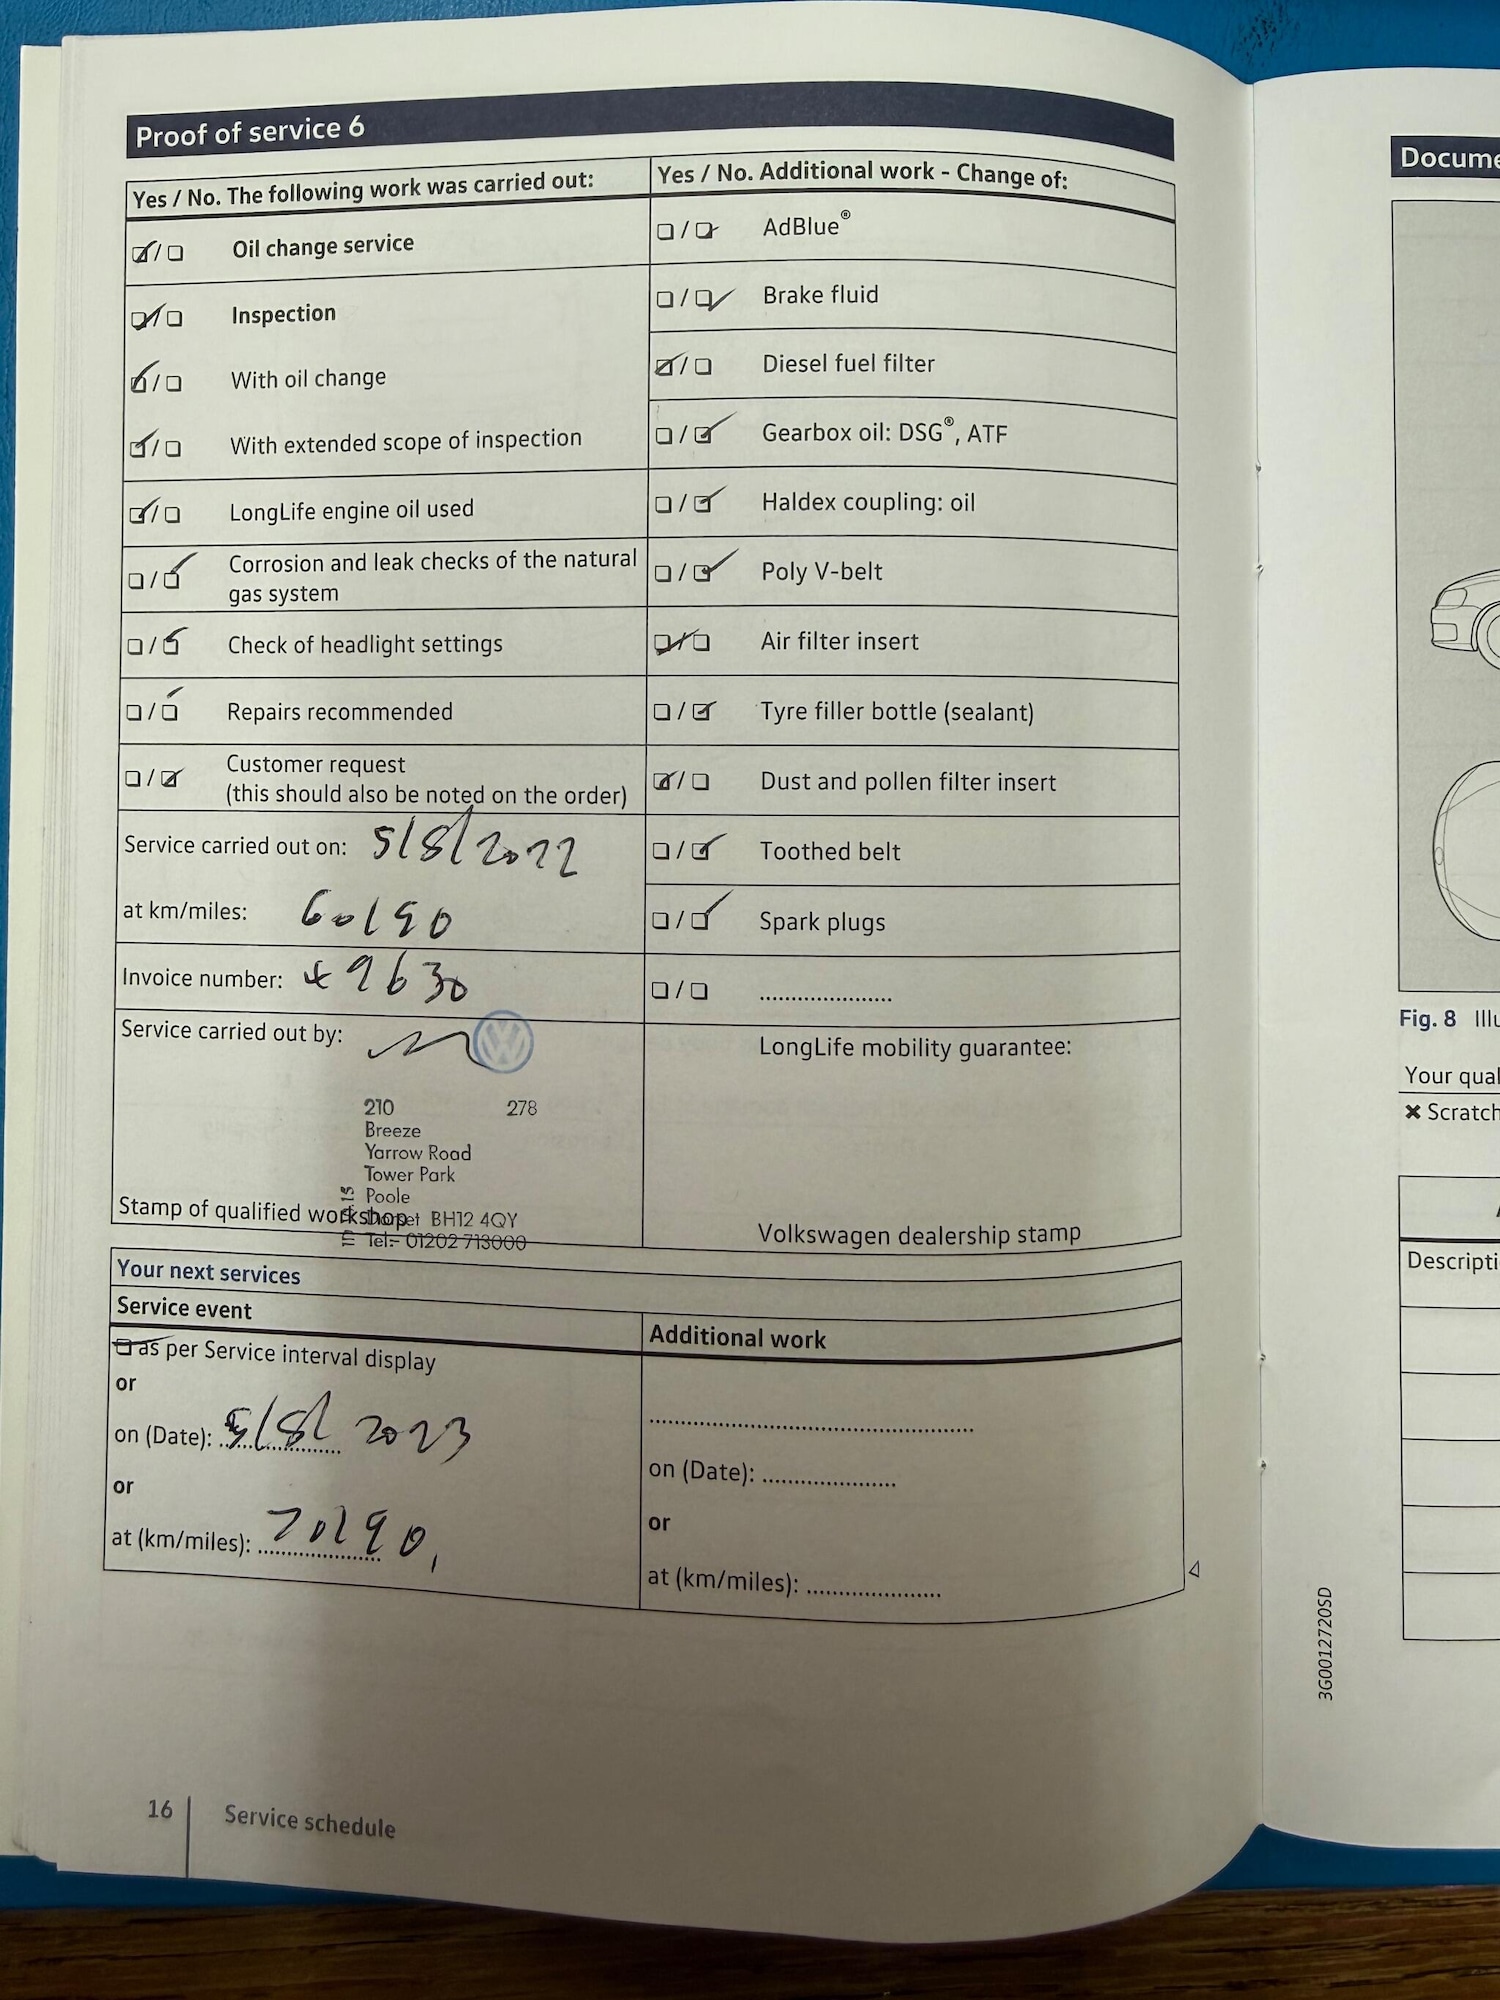 Proof of service 6
Yes / No. The following work was carried out:
Yes / No. Additional work - Change of:
Oil change service
AdBlue®
Inspection
Brake fluid
With oil change
Diesel fuel filter
With extended scope of inspection
Gearbox oil: DSG®, ATF
LongLife engine oil used
Haldex coupling: oil
Corrosion and leak checks of the natural
gas system
Poly V-belt
Check of headlight settings
Air filter insert
Repairs recommended
Tyre filler bottle (sealant)
Customer request
(this should also be noted on the order)
Dust and pollen filter insert
Service carried out on: 5/8/2022
Toothed belt
at km/miles: 60190
Spark plugs
Invoice number: 9630
Service carried out by:
LongLife mobility guarantee:
210 278
Breeze
Yarrow Road
Tower Park
Poole
Dorset BH12 4QY
Tel:- 01202 713000
Stamp of qualified workshop
Volkswagen dealership stamp
Your next services
Service event
Additional work
as per Service interval display
or
on (Date): 5/8/2023
on (Date):
or
or
at (km/miles): 70190
at (km/miles):
16 Service schedule
Docume
Fig. 8 Illu
Your qual
Scratch
Descripti
3G0012720SD